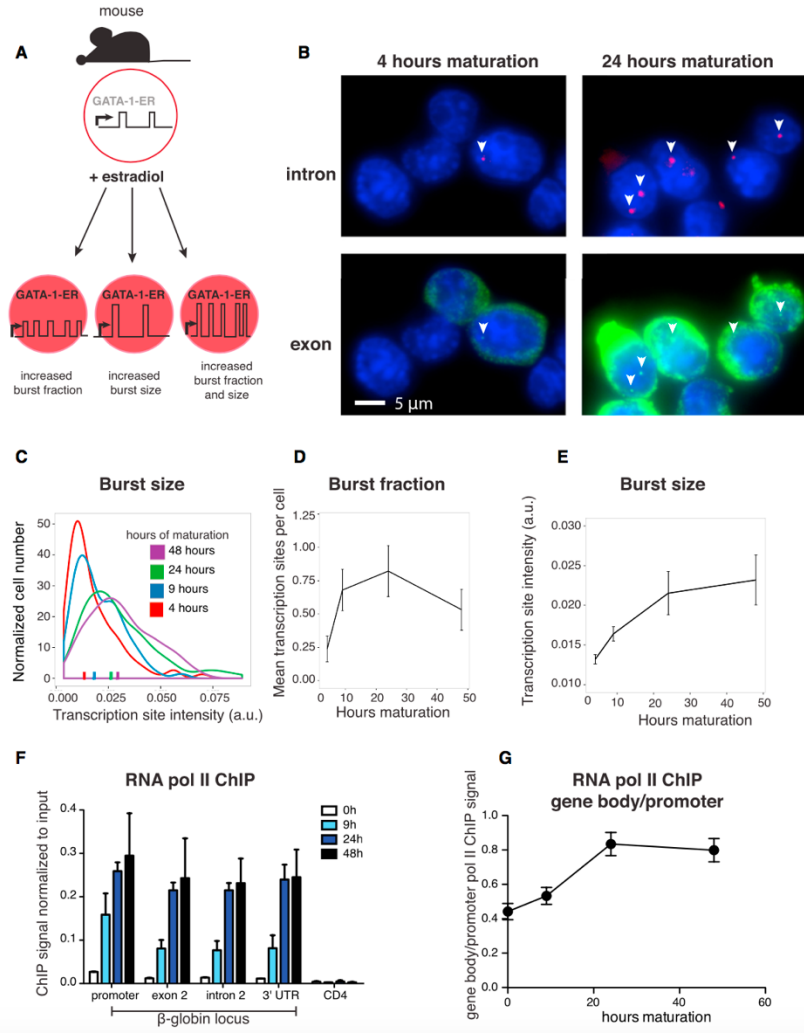 mouse
A
GATA-1-ER
+ estradiol
GATA-1-ER GATA-1-ER GATA-1-ER
increased
burst fraction
increased
burst size
increased
burst fraction
and size
B
4 hours maturation 24 hours maturation
intron
exon
5 μm
C
Burst size
Normalized cell number
50
40
30
20
10
0
hours of maturation
48 hours
24 hours
9 hours
4 hours
0.000 0.025 0.050 0.075
Transcription site intensity (a.u.)
D
Burst fraction
Mean transcription sites per cell
1.25
1.00
0.75
0.50
0.25
0.00
0 10 20 30 40 50
Hours maturation
E
Burst size
Transcription site intensity (a.u.)
0.030
0.025
0.020
0.015
0.010
0 10 20 30 40 50
Hours maturation
F
RNA pol II ChIP
ChIP signal normalized to input
0.4
0.3
0.2
0.1
0.0
0h
9h
24h
48h
promoter exon 2 intron 2 3' UTR CD4
β-globin locus
G
RNA pol II ChIP
gene body/promoter
gene body/promoter pol II ChIP signal
1.0
0.8
0.6
0.4
0.2
0.0
0 20 40 60
hours maturation